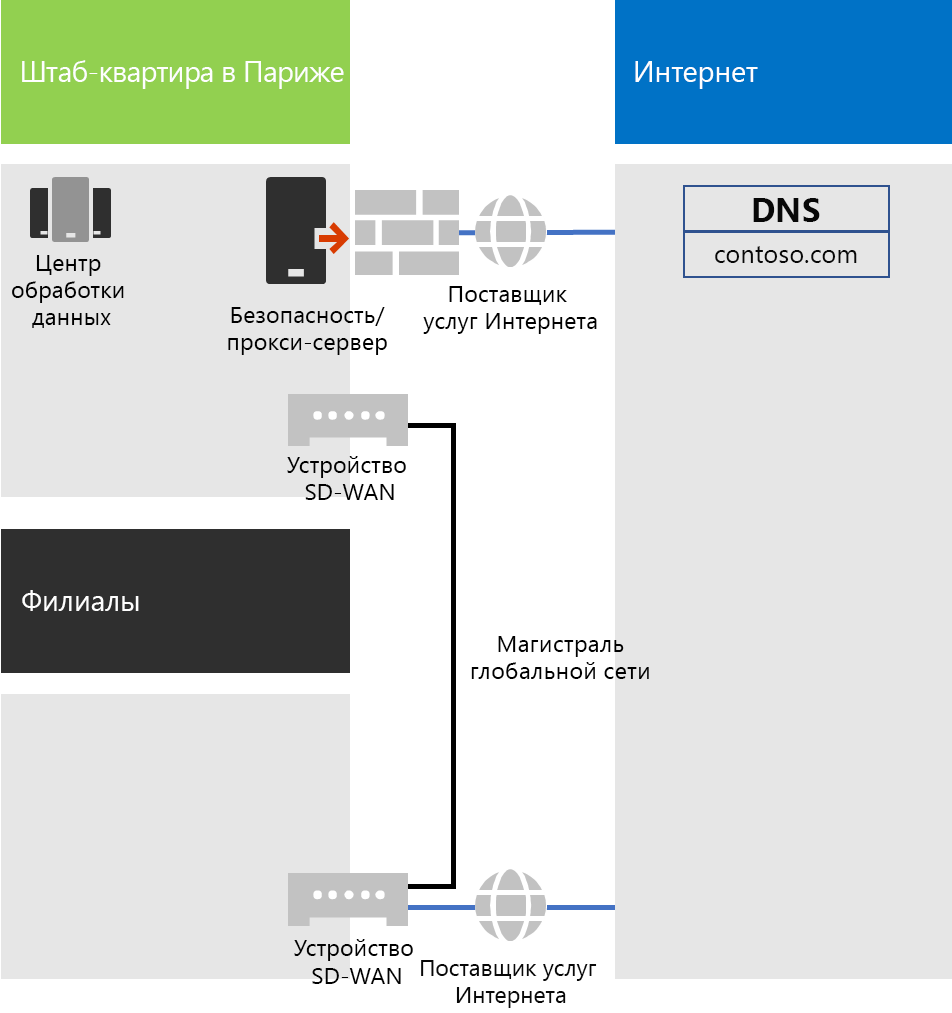 Штаб-квартира в Париже
Интернет
DNS
contoso.com
Центр
обработки
данных
Безопасность/
прокси-сервер
Поставщик
услуг Интернета
Устройство
SD-WAN
Филиалы
Магистраль
глобальной сети
Устройство
SD-WAN
Поставщик услуг
Интернета